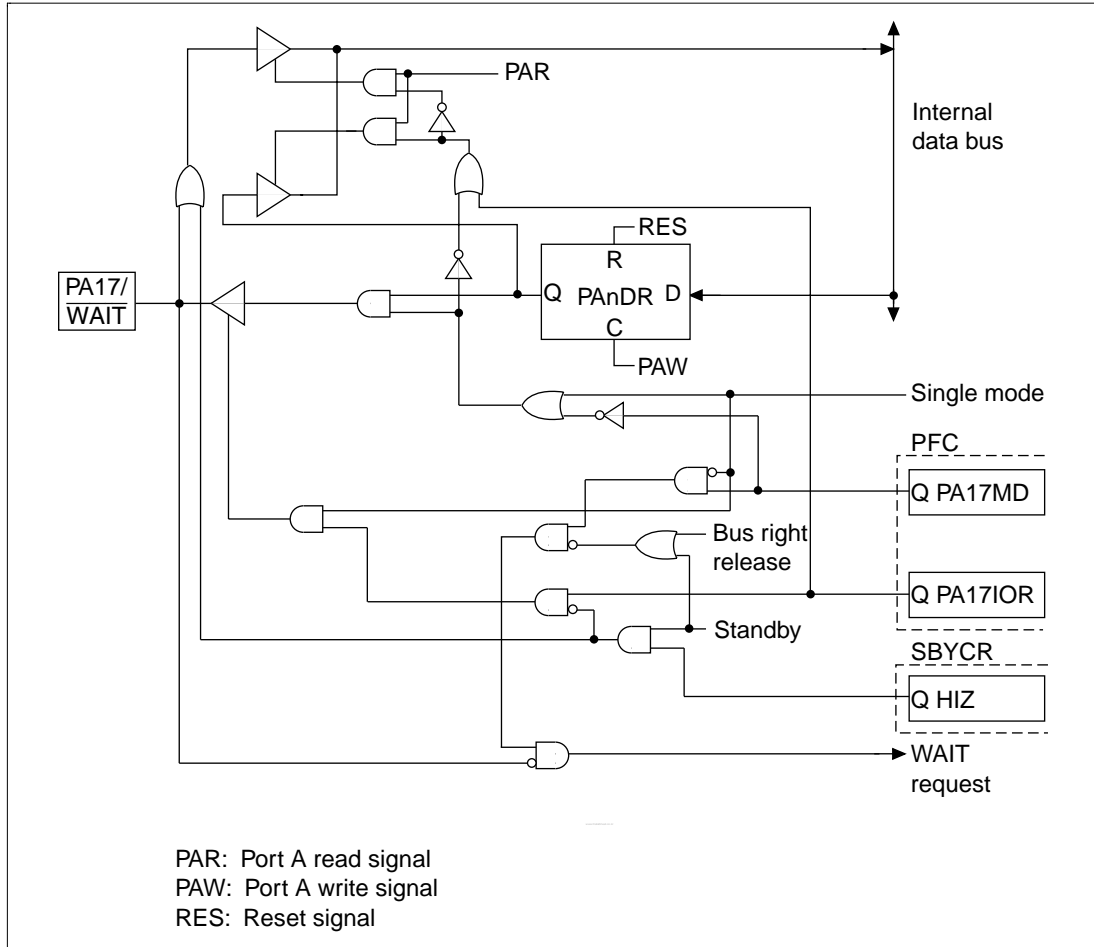 PAR
Internal
data bus
RES
R
PA17/
WAIT
Q PAnDR D
C
PAW
Single mode
PFC
Q PA17MD
Bus right
release
Q PA17IOR
Standby
SBYCR
Q HIZ
WAIT
request
PAR: Port A read signal
PAW: Port A write signal
RES: Reset signal